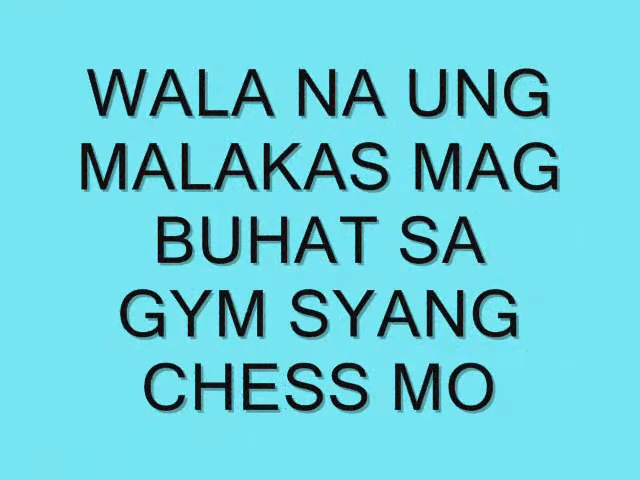 WALA NA UNG
MALAKAS MAG
BUHAT SA
GYM SYANG
CHESS MO